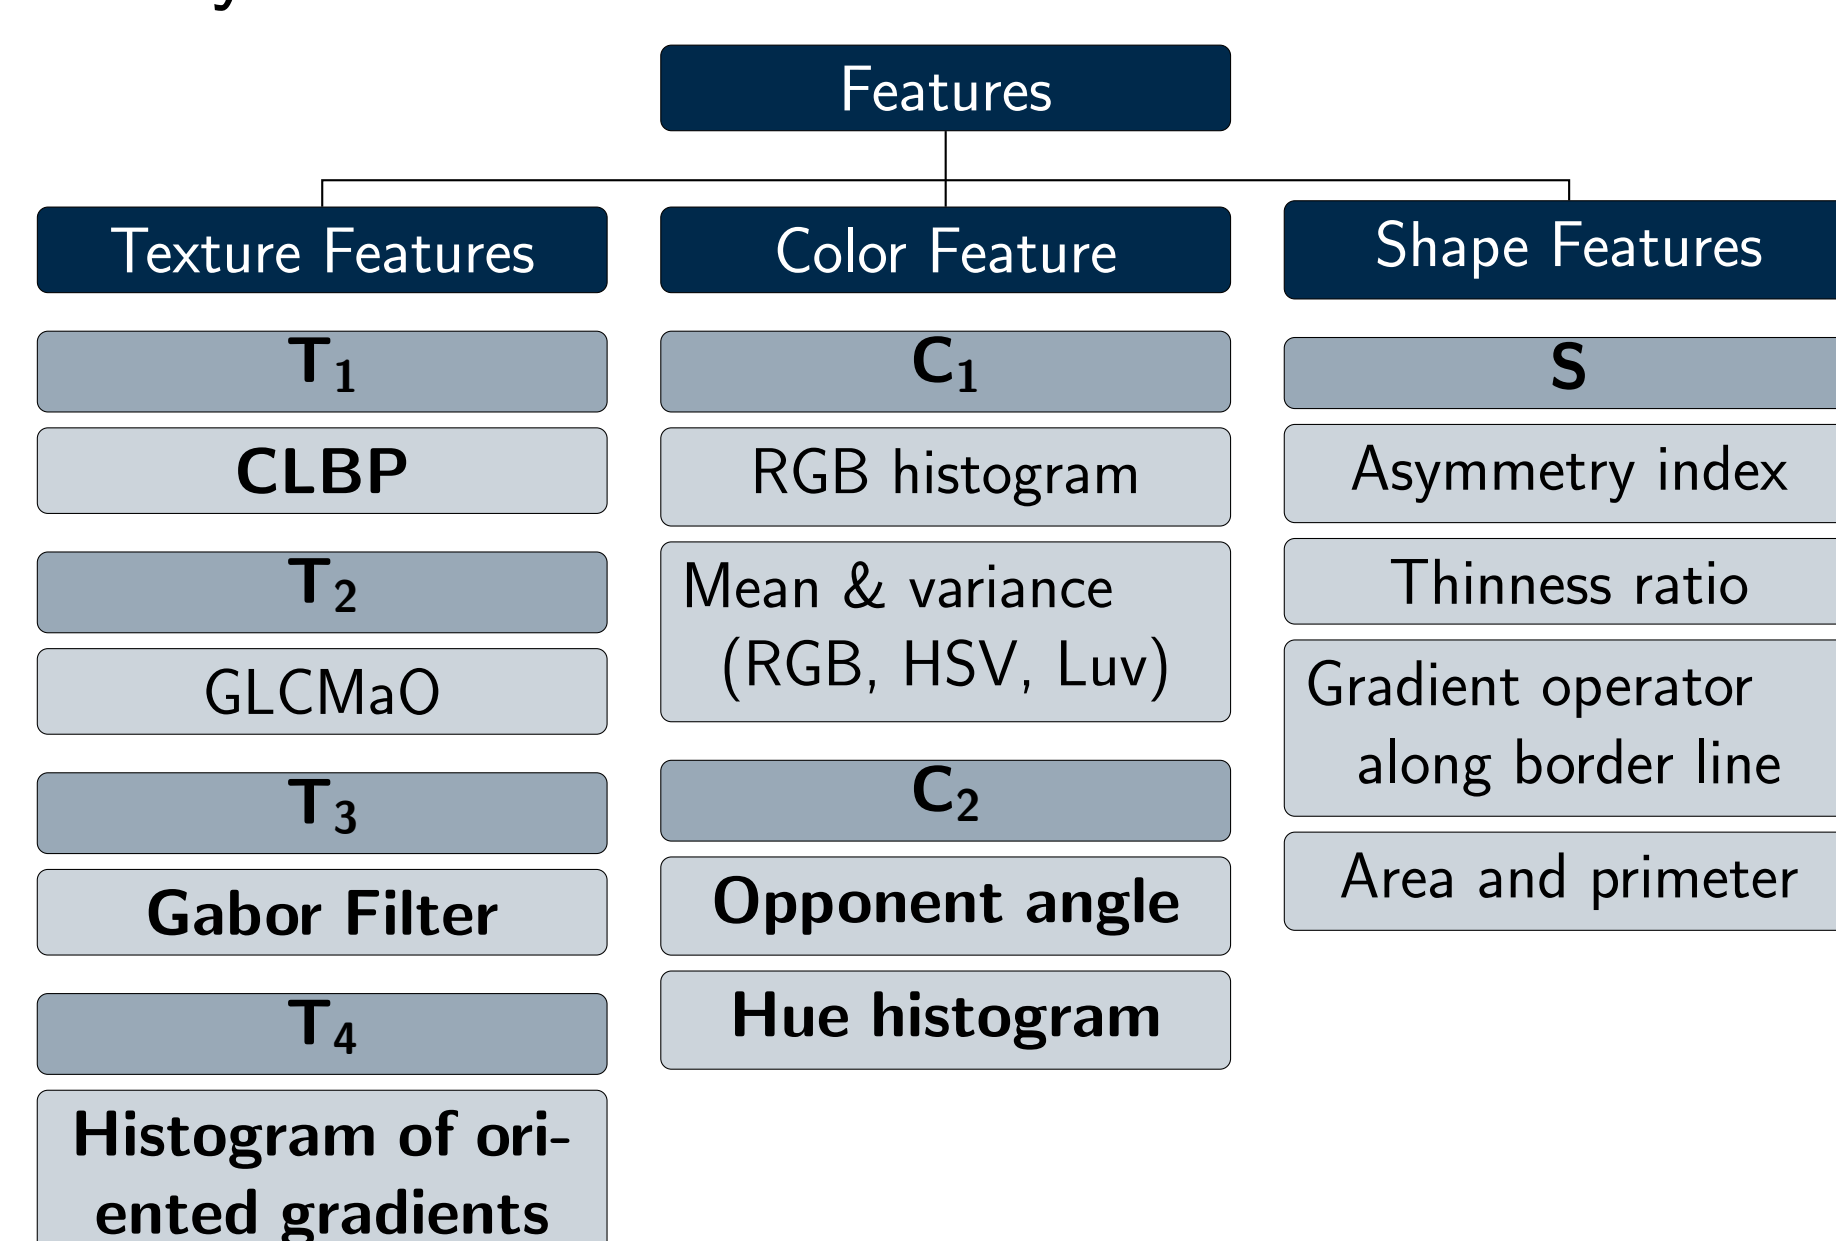 Features
Texture Features
T1
CLBP
T2
GLCMaO
T3
Gabor Filter
T4
Histogram of ori-
ented gradients
Color Feature
C1
RGB histogram
Mean & variance
(RGB, HSV, Luv)
C2
Opponent angle
Hue histogram
Shape Features
S
Asymmetry index
Thinness ratio
Gradient operator
along border line
Area and primeter